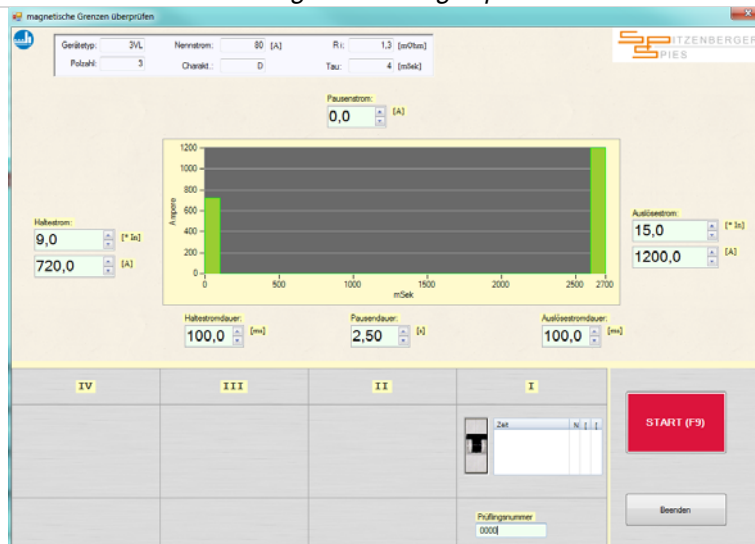 magnetische Grenzen überprüfen
Gerätetyp: 3VL Nennstrom: 80 [A] Ri: 1,3 [mOhm]
Polzahl: 3 Charakt.: D Tau: 4 [mSek]
SPITZENBERGER
SPIES
Pausenstrom:
0,0 [A]
1200
1000
800
600
400
200
0
Ampere
0 500 1000 1500 2000 2500 2700
mSek
Haltestrom:
9,0 [* In]
720,0 [A]
Auslösestrom:
15,0 [* In]
1200,0 [A]
Haltestromdauer: Pausendauer: Auslösestromdauer:
100,0 [ms] 2,50 [s] 100,0 [ms]
IV III II I
Zeit N [ [
START (F9)
Prüflingsnummer
0000
Beenden